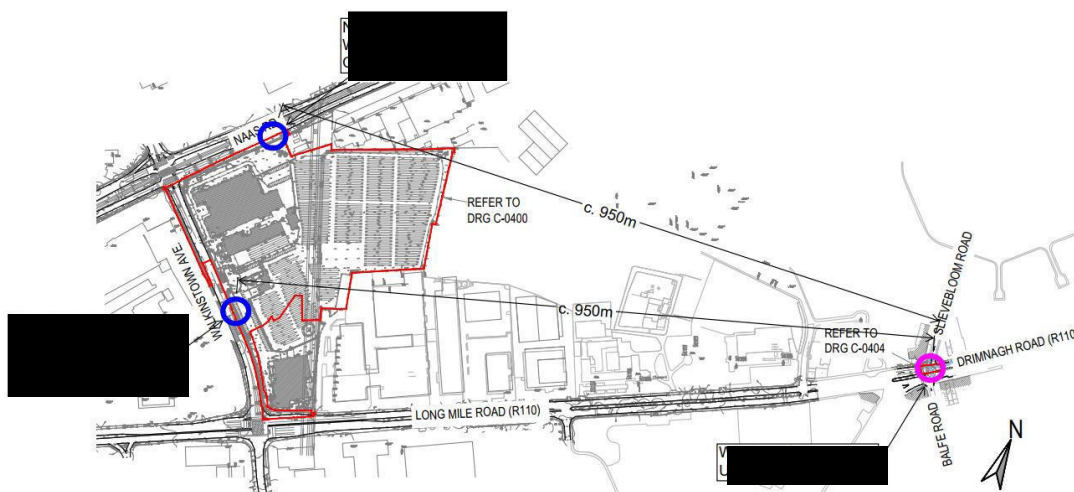 NAAS RD
REFER TO
DRG C-0400
c. 950m
WALKINSTOWN AVE.
c. 950m
SLIEVEBLOOM ROAD
REFER TO
DRG C-0404
DRIMNAGH ROAD (R110)
LONG MILE ROAD (R110)
BALFE ROAD
N